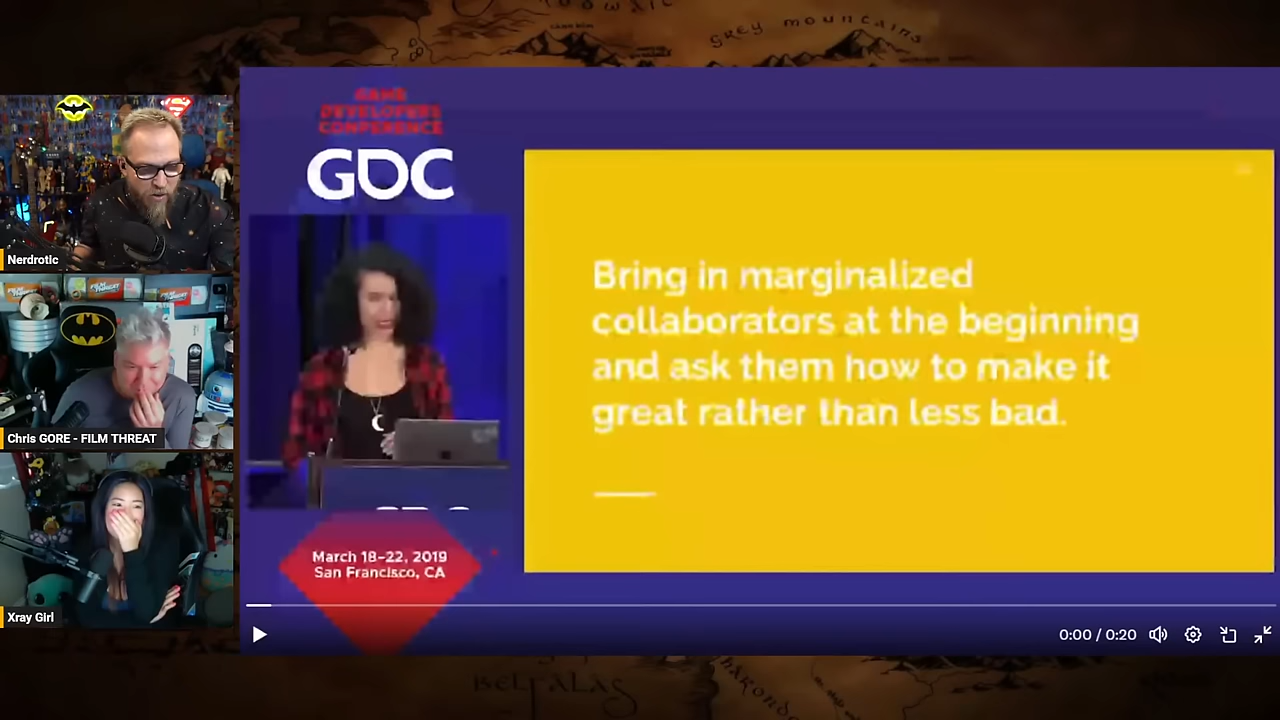 GREY MOUNTAINS
GAME
DEVELOPERS
CONFERENCE
GDC
Bring in marginalized
collaborators at the beginning
and ask them how to make it
great rather than less bad.
Nerdrotic
FILM THREAT
Chris GORE - FILM THREAT
Xray Girl
March 18-22, 2019
San Francisco, CA
0:00 / 0:20
BELFALAS